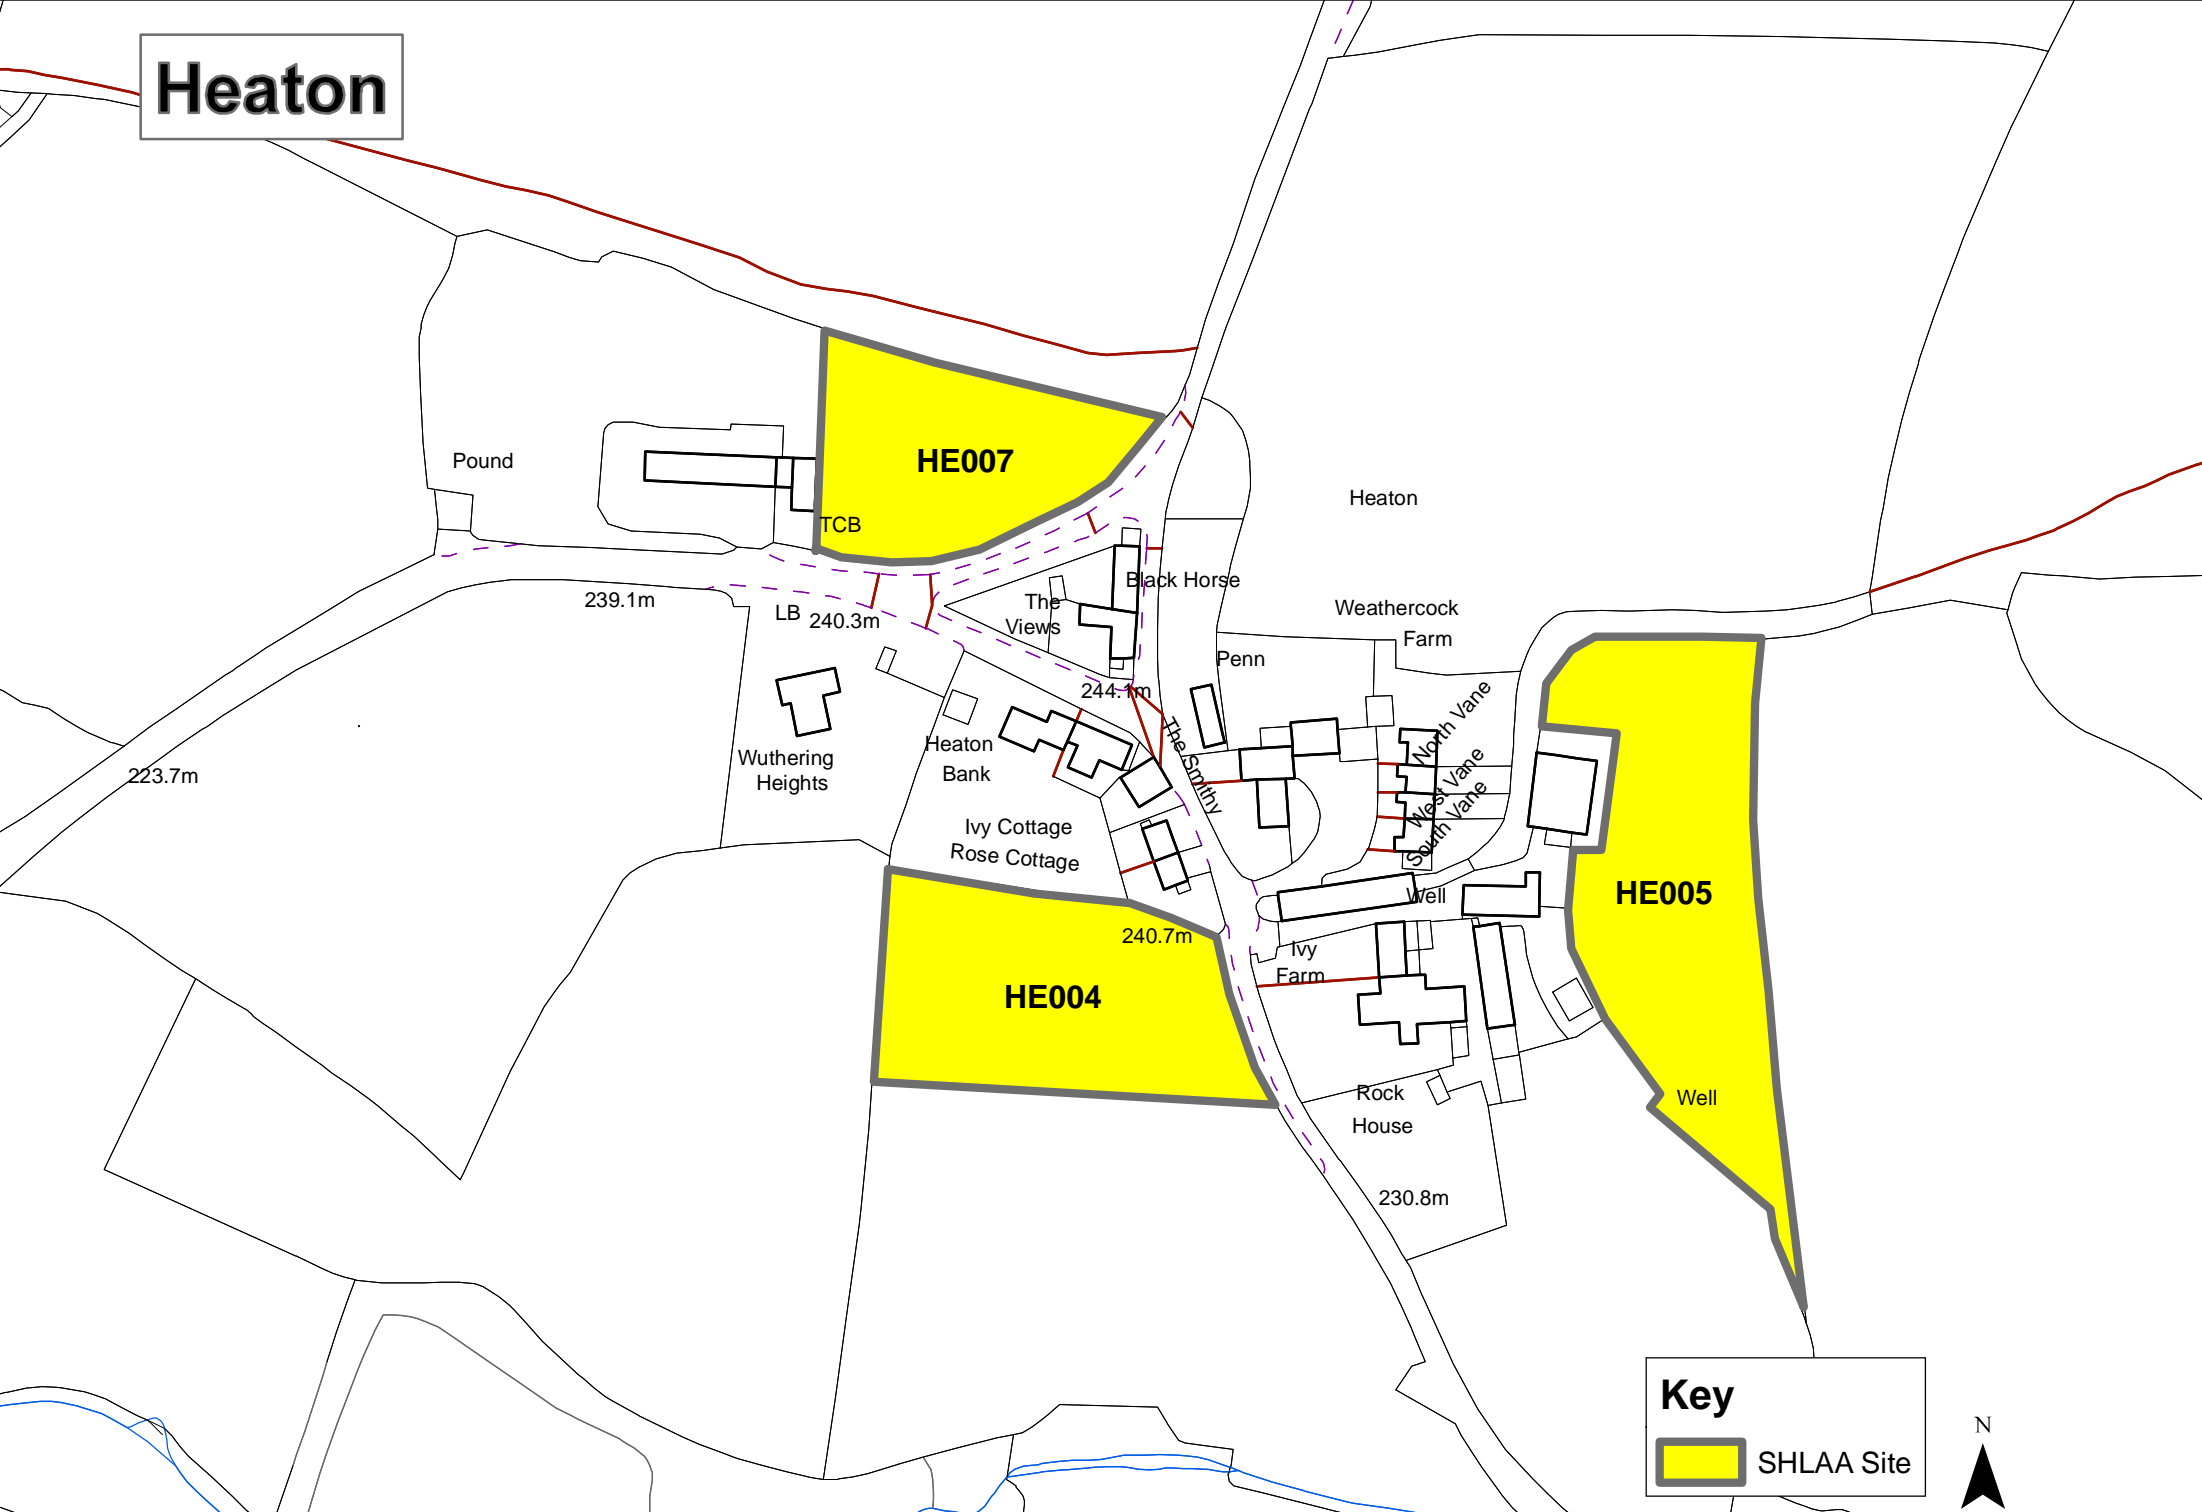 Heaton
HE007
Pound
Heaton
TCB
Black Horse
The
Views
239.1m
LB
240.3m
Weathercock
Farm
Penn
244.1m
North Vane
West Vane
South Vane
The Smithy
Wuthering
Heights
Heaton
Bank
223.7m
Ivy Cottage
Rose Cottage
Well
HE005
240.7m
Ivy
Farm
HE004
Rock
House
Well
230.8m
Key
SHLAA Site
N